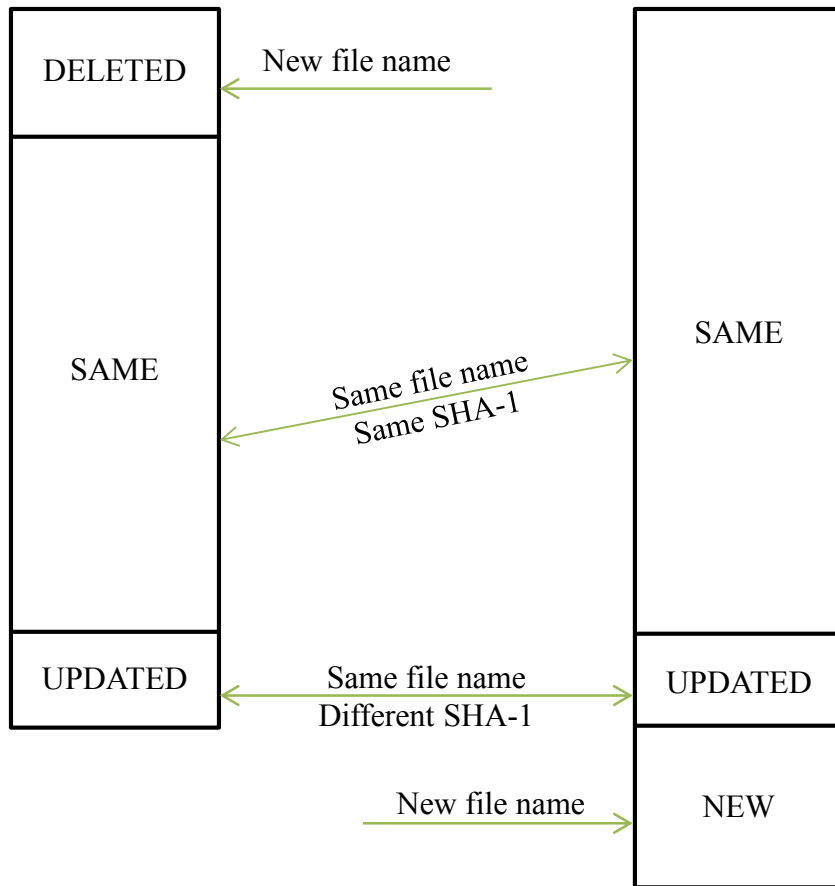 DELETED
New file name
SAME
SAME
Same file name
Same SHA-1
UPDATED
Same file name
Different SHA-1
UPDATED
New file name
NEW